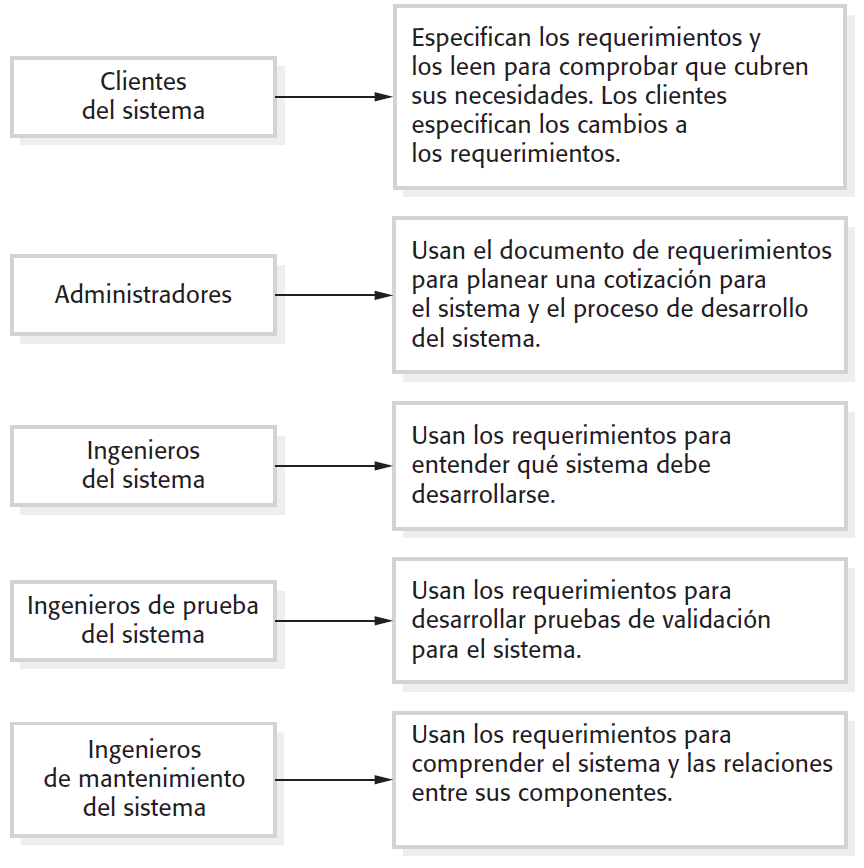 Clientes
del sistema
Especifican los requerimientos y
los leen para comprobar que cubren
sus necesidades. Los clientes
especifican los cambios a
los requerimientos.
Administradores
Usan el documento de requerimientos
para planear una cotización para
el sistema y el proceso de desarrollo
del sistema.
Ingenieros
del sistema
Usan los requerimientos para
entender qué sistema debe
desarrollarse.
Ingenieros de prueba
del sistema
Usan los requerimientos para
desarrollar pruebas de validación
para el sistema.
Ingenieros
de mantenimiento
del sistema
Usan los requerimientos para
comprender el sistema y las relaciones
entre sus componentes.